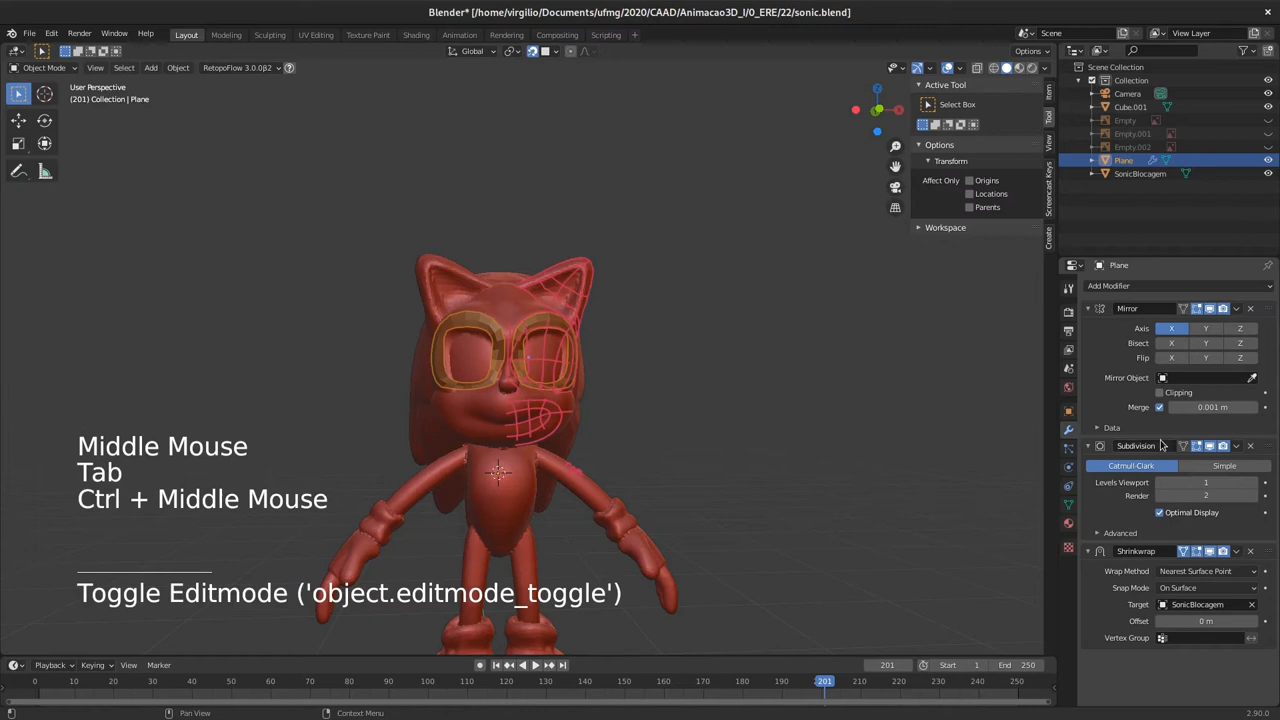 Blender* [/home/virgilio/Documents/ufmg/2020/CAAD/Animacao3D_I/0_ERE/22/sonic.blend]
File Edit Render Window Help Layout Modeling Sculpting UV Editing Texture Paint Shading Animation Rendering Compositing Scripting Scene View Layer
Global Options
Object Mode View Select Add Object RetopoFlow 3.0.0β2
User Perspective
(201) Collection | Plane
Active Tool
Select Box
Options
Transform
Affect Only Origins
Locations
Parents
Workspace
Item
Tool
View
Screencast Keys
Create
Scene Collection
Collection
Camera
Cube.001
Empty
Empty.001
Empty.002
Plane
SonicBlocagem
Plane
Add Modifier
Mirror
Axis X Y Z
Bisect X Y Z
Flip X Y Z
Mirror Object
Clipping
Merge 0.001 m
Data
Subdivision
Catmull-Clark Simple
Levels Viewport 1
Render 2
Optimal Display
Advanced
Shrinkwrap
Wrap Method Nearest Surface Point
Snap Mode On Surface
Target SonicBlocagem
Offset 0 m
Vertex Group
Middle Mouse
Tab
Ctrl + Middle Mouse
Toggle Editmode ('object.editmode_toggle')
Playback Keying View Marker 201 Start 1 End 250
0 10 20 30 40 50 60 70 80 90 100 110 120 130 140 150 160 170 180 190 201 210 220 230 240 250
Pan View Context Menu 2.90.0